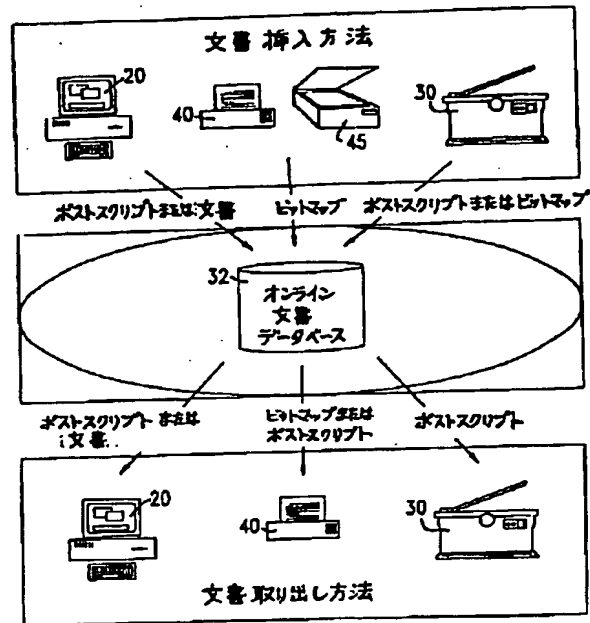 文書挿入方法
20
40
45
30
ポストスクリプトまたは文書
ビットマップ
ポストスクリプトまたはビットマップ
32
オンライン
文書
データベース
ポストスクリプト または
文書
ビットマップまたは
ポストスクリプト
ポストスクリプト
20
40
30
文書取り出し方法